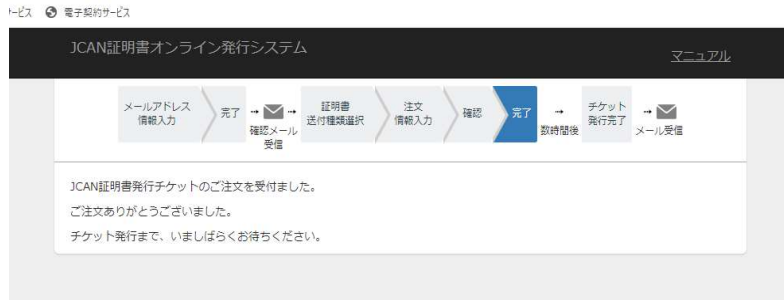 ービス 電子契約サービス
JCAN証明書オンライン発行システム
マニュアル
メールアドレス
情報入力
完了
→ →
確認メール
受信
証明書
送付種類選択
注文
情報入力
確認
完了
→
数時間後
チケット
発行完了
→
メール受信
JCAN証明書発行チケットのご注文を受付ました。
ご注文ありがとうございました。
チケット発行まで、いましばらくお待ちください。